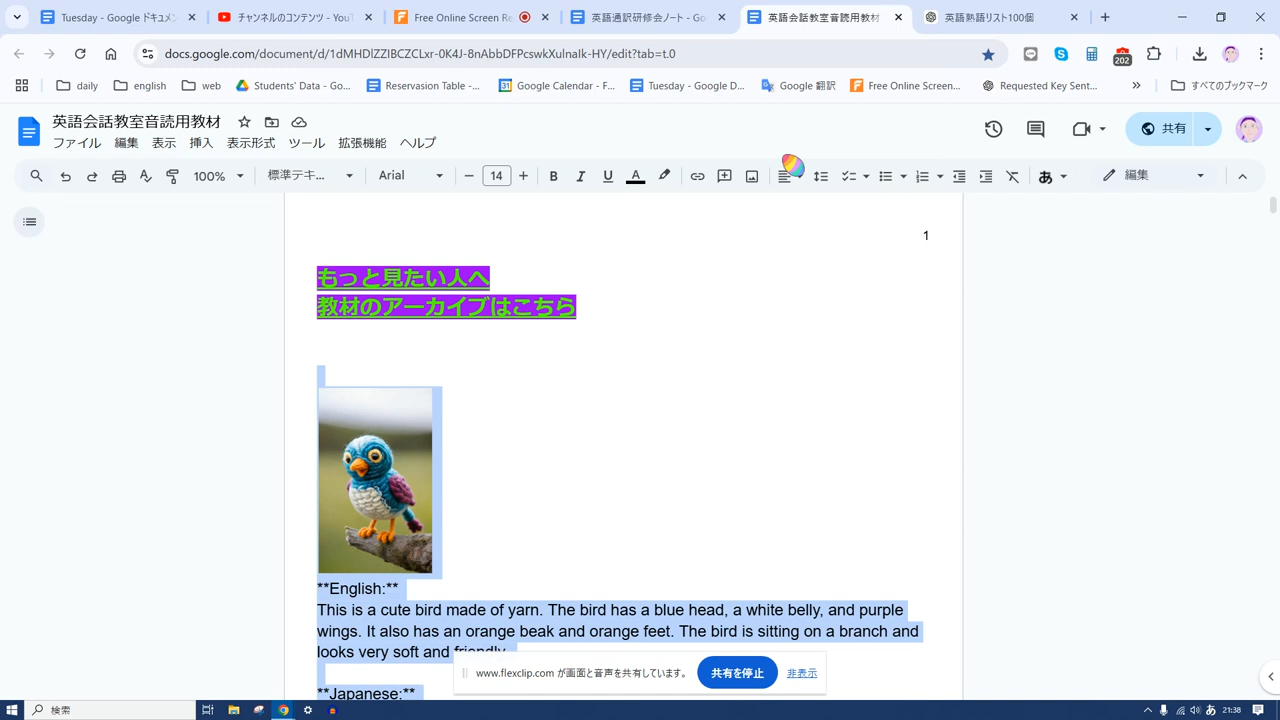 Tuesday - Google ドキュメン
チャンネルのコンテンツ - YouT
Free Online Screen Re
英語通訳研修会ノート - Go
英語会話教室音読用教材
英語熟語リスト100個
docs.google.com/document/d/1dMHDlZZIBCZCLxr-0K4J-8nAbbDFPcswkXuInaIk-HY/edit?tab=t.0
202
daily
english
web
Students' Data - Go...
Reservasion Table -...
Google Calendar - F...
Tuesday - Google D...
Google 翻訳
Free Online Screen...
Requested Key Sent...
すべてのブックマーク
英語会話教室音読用教材
ファイル 編集 表示 挿入 表示形式 ツール 拡張機能 ヘルプ
共有
100% 標準テキ... Arial 14 B I U A あ 編集
1
もっと見たい人へ
教材のアーカイブはこちら
**English:**
This is a cute bird made of yarn. The bird has a blue head, a white belly, and purple
wings. It also has an orange beak and orange feet. The bird is sitting on a branch and
looks very soft and friendly.
www.flexclip.com が画面と音声を共有しています。 共有を停止 非表示
**Japanese:**
検索
あ 21:38